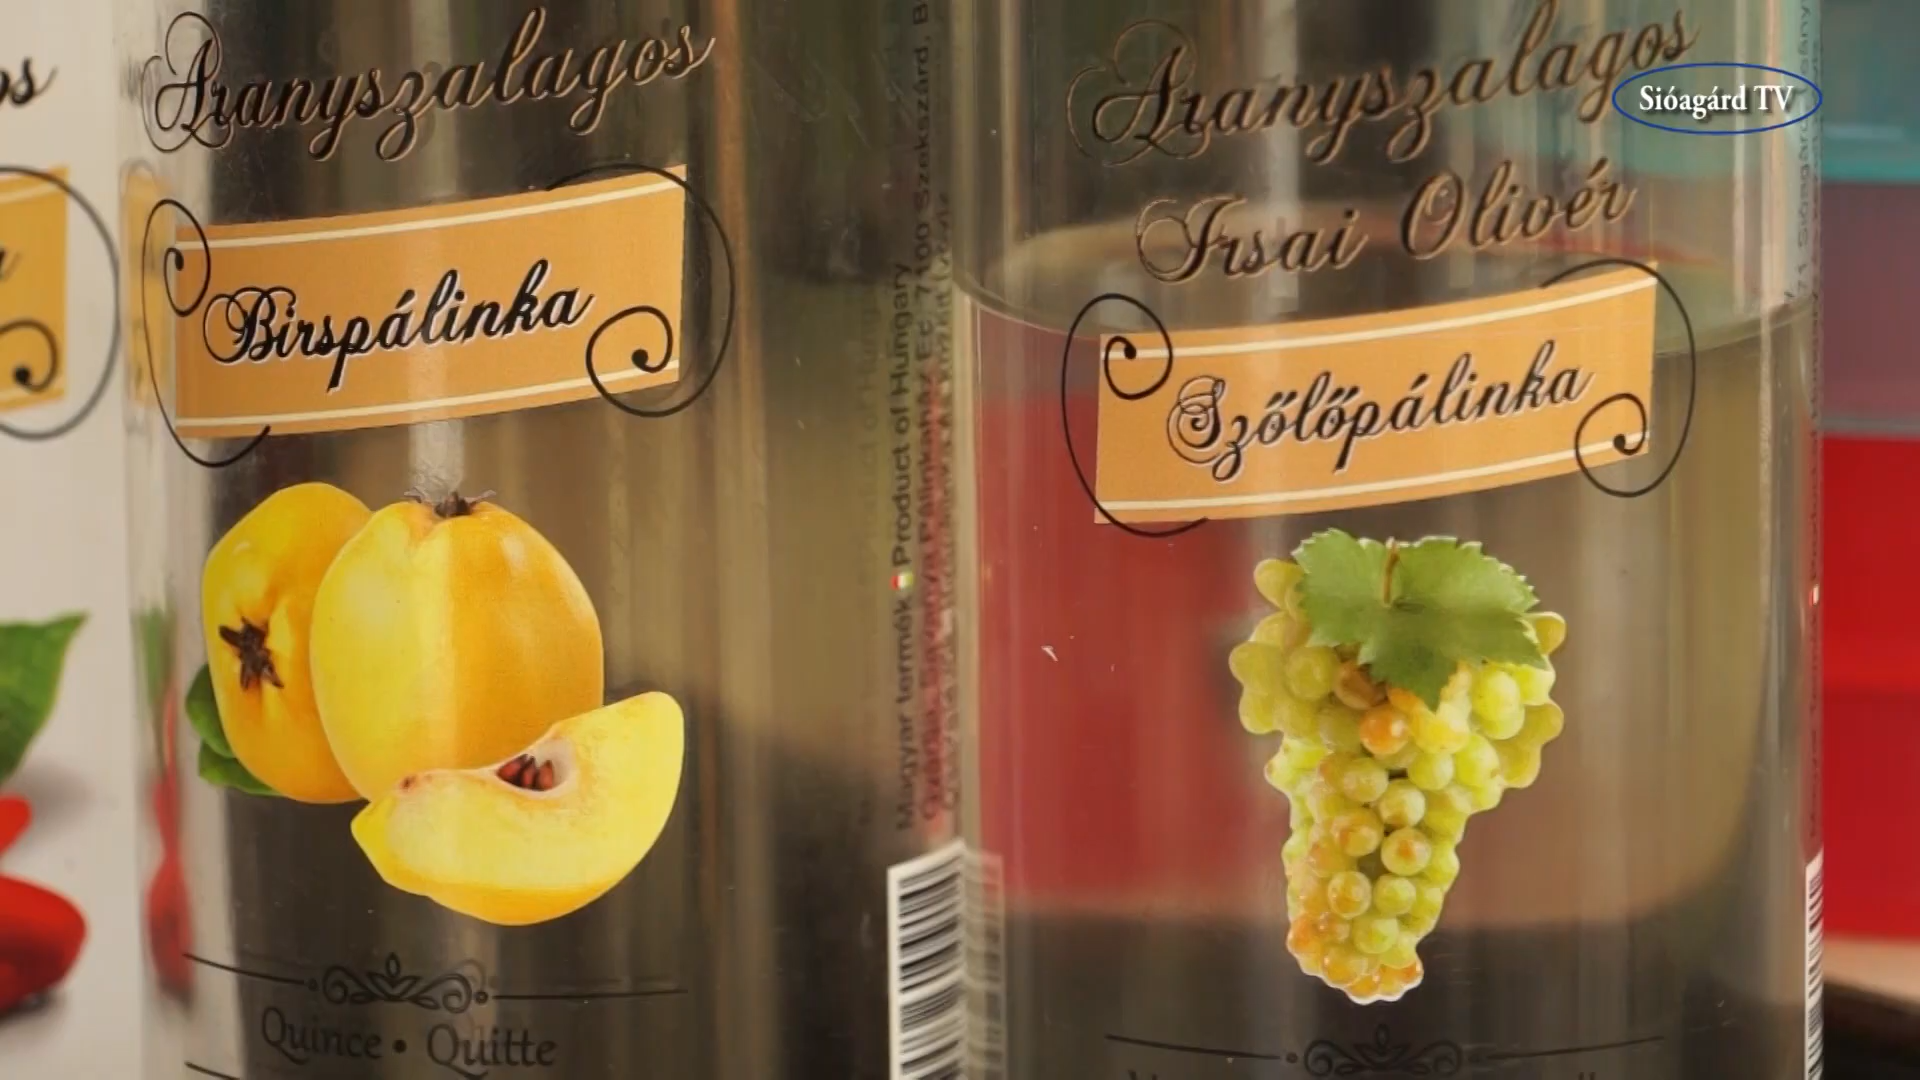 Aranyszalagos
Birspálinka
Quince • Quitte
Magyar termék
Product of Hungary
Aranyszalagos
Irsai Olivér
Szőlőpálinka
Sióagárd TV